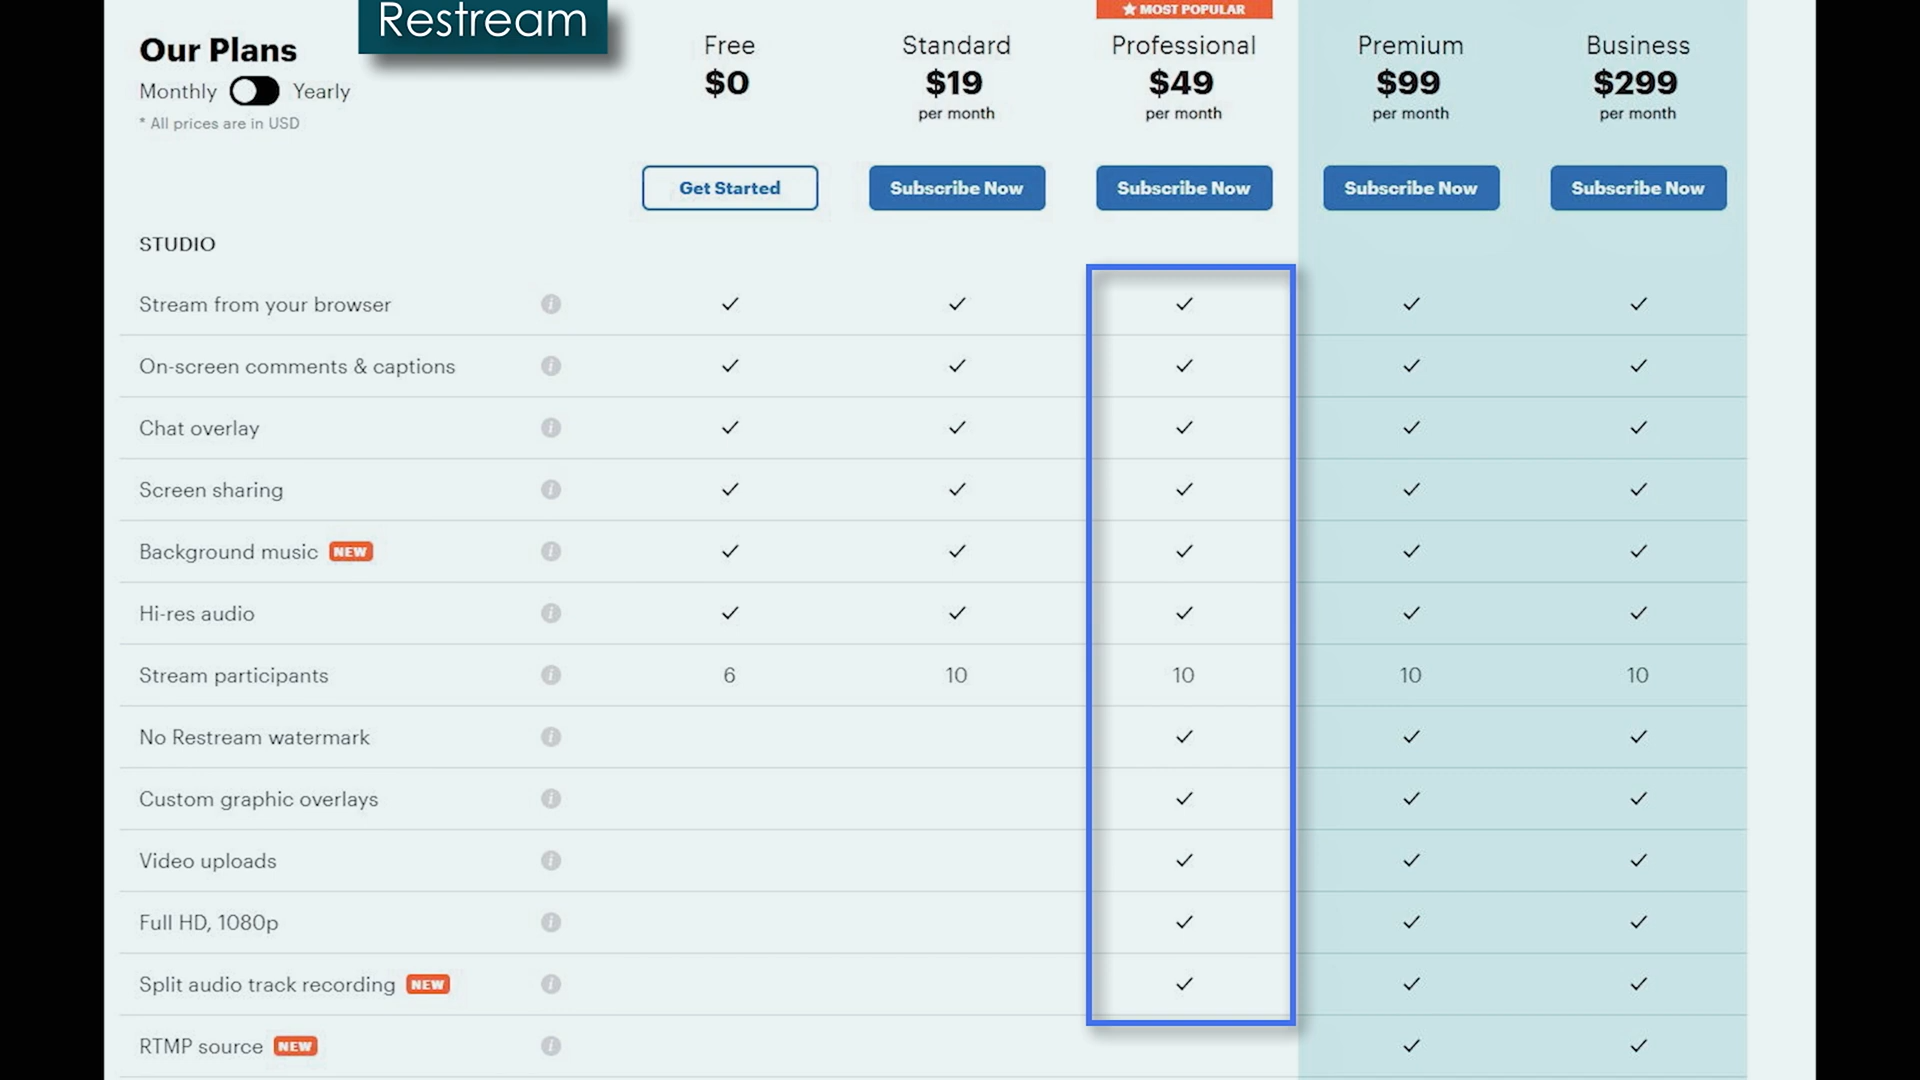 Restream
★ MOST POPULAR
Our Plans
Monthly Yearly
* All prices are in USD
Free Standard Professional Premium Business
$0 $19 $49 $99 $299
per month per month per month per month
Get Started Subscribe Now Subscribe Now Subscribe Now Subscribe Now
STUDIO
Stream from your browser i ✓ ✓ ✓ ✓ ✓
On-screen comments & captions i ✓ ✓ ✓ ✓ ✓
Chat overlay i ✓ ✓ ✓ ✓ ✓
Screen sharing i ✓ ✓ ✓ ✓ ✓
Background music NEW i ✓ ✓ ✓ ✓ ✓
Hi-res audio i ✓ ✓ ✓ ✓ ✓
Stream participants i 6 10 10 10 10
No Restream watermark i ✓ ✓ ✓
Custom graphic overlays i ✓ ✓ ✓
Video uploads i ✓ ✓ ✓
Full HD, 1080p i ✓ ✓ ✓
Split audio track recording NEW i ✓ ✓ ✓
RTMP source NEW i ✓ ✓